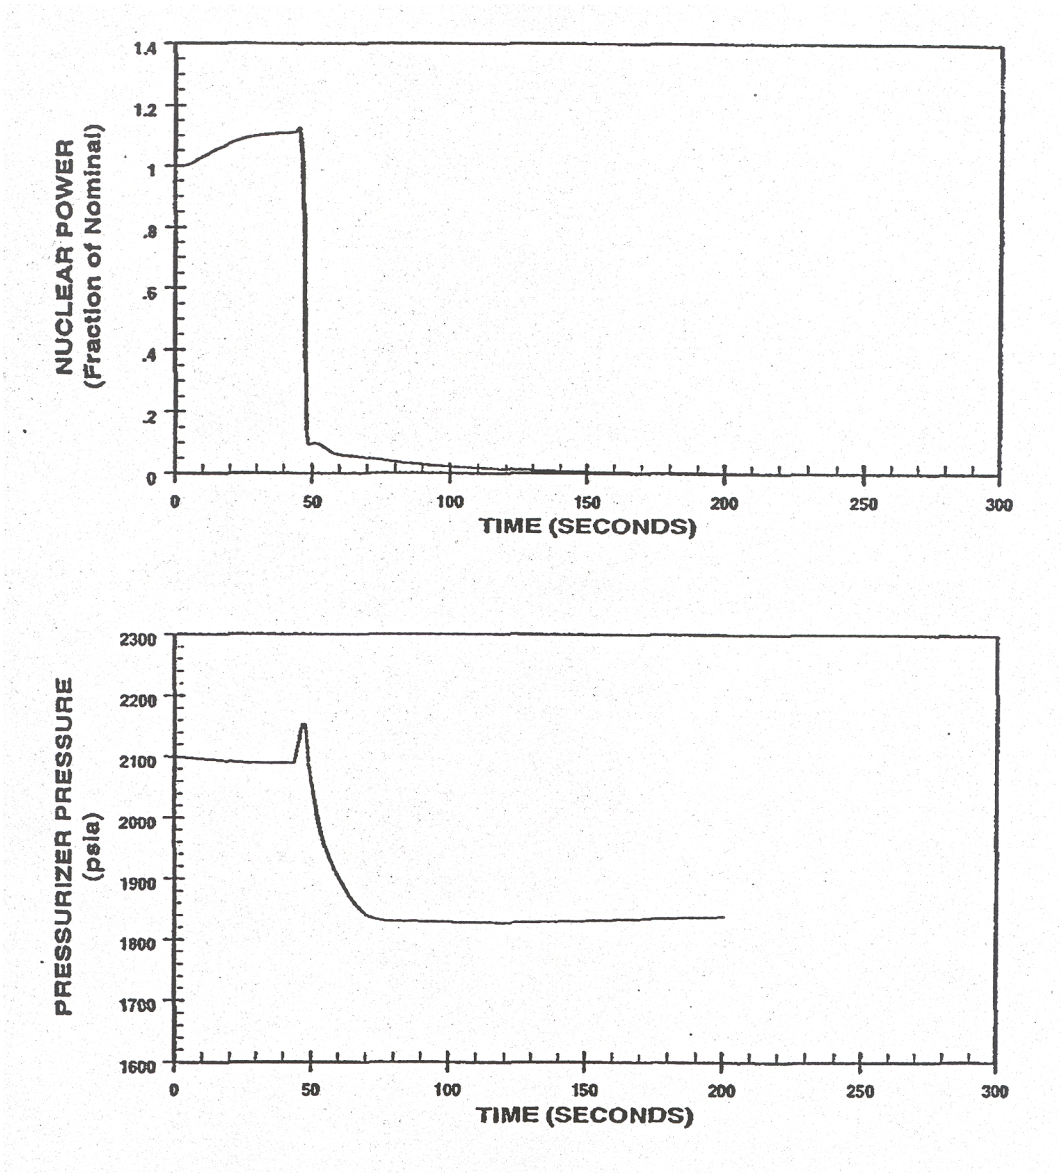 NUCLEAR POWER
(Fraction of Nominal)
1.4
1.2
1
.8
.6
.4
.2
0
0 50 100 150 200 250 300
TIME (SECONDS)
PRESSURIZER PRESSURE
(psia)
2300
2200
2100
2000
1900
1800
1700
1600
0 50 100 150 200 250 300
TIME (SECONDS)